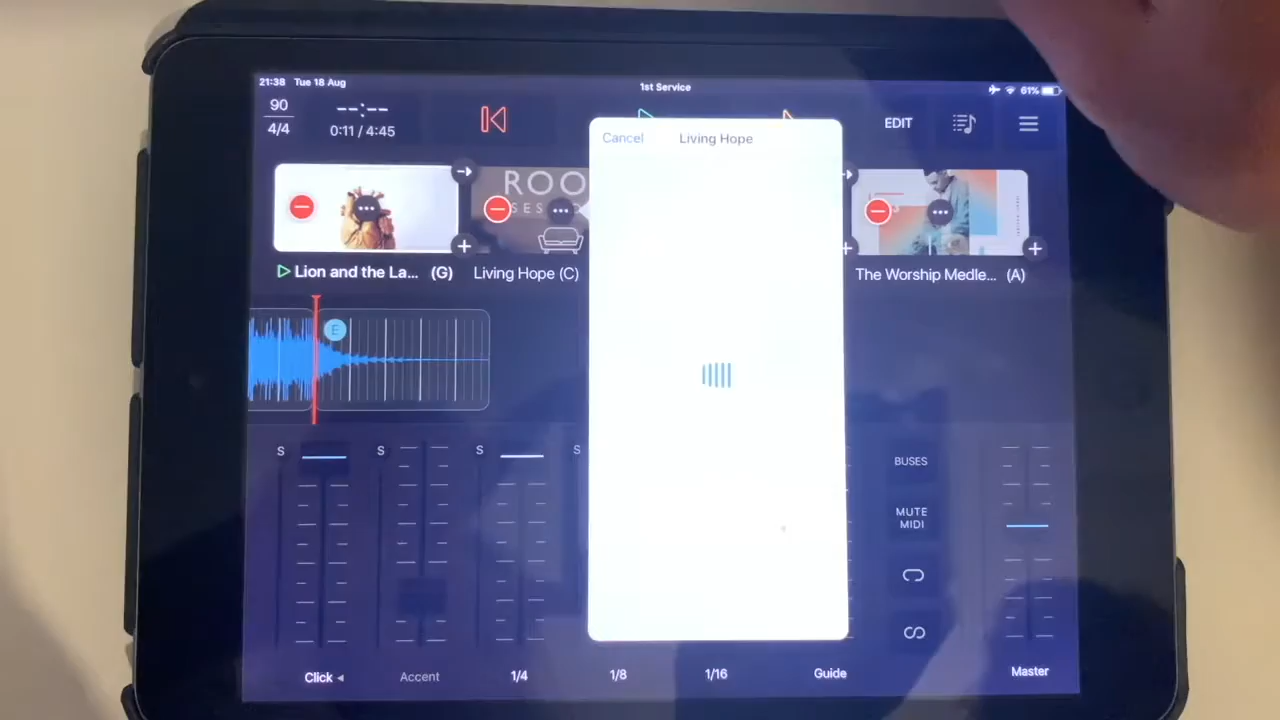 21:38 Tue 18 Aug
1st Service
61%
90
4/4
--:--
0:11 / 4:45
EDIT
Cancel
Living Hope
ROO
SES
Lion and the La... (G)
Living Hope (C)
The Worship Medle... (A)
E
S
S
S
S
BUSES
MUTE
MIDI
Click
Accent
1/4
1/8
1/16
Guide
Master